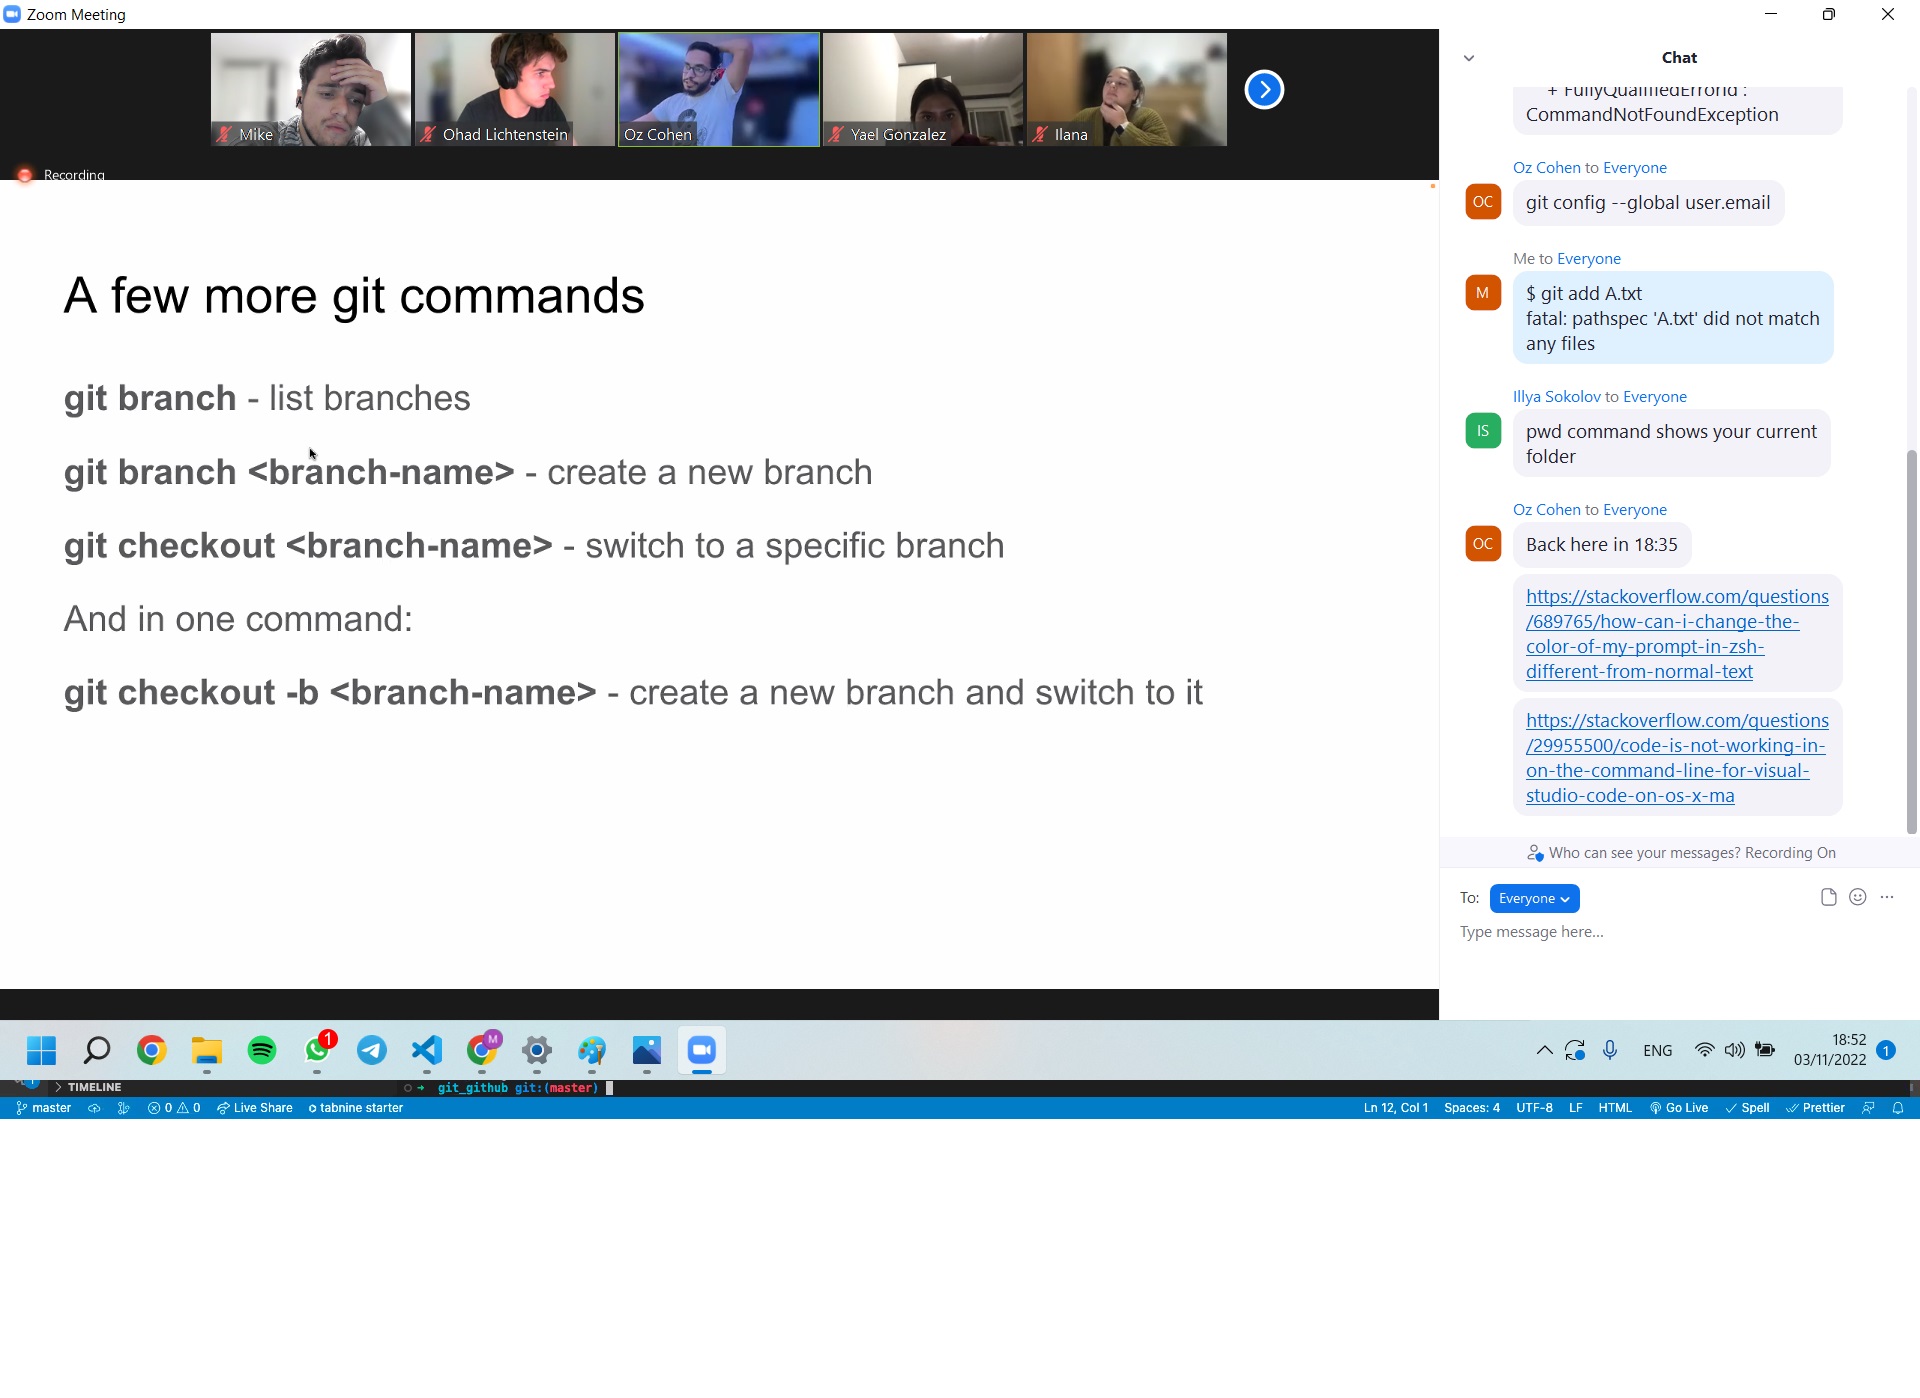 Zoom Meeting
Mike
Ohad Lichtenstein
Oz Cohen
Yael Gonzalez
Ilana
Recording
A few more git commands
git branch - list branches
git branch <branch-name> - create a new branch
git checkout <branch-name> - switch to a specific branch
And in one command:
git checkout -b <branch-name> - create a new branch and switch to it
Chat
+ FullyQualifiedErrorId :
CommandNotFoundException
Oz Cohen to Everyone
OC
git config --global user.email
Me to Everyone
M
$ git add A.txt
fatal: pathspec 'A.txt' did not match
any files
Illya Sokolov to Everyone
IS
pwd command shows your current
folder
Oz Cohen to Everyone
OC
Back here in 18:35
https://stackoverflow.com/questions
/689765/how-can-i-change-the-
color-of-my-prompt-in-zsh-
different-from-normal-text
https://stackoverflow.com/questions
/29955500/code-is-not-working-in-
on-the-command-line-for-visual-
studio-code-on-os-x-ma
Who can see your messages? Recording On
To: Everyone
Type message here...
1
M
ENG
18:52
03/11/2022
1
TIMELINE
git_github git:(master)
master
0 0
Live Share
tabnine starter
Ln 12, Col 1
Spaces: 4
UTF-8
LF
HTML
Go Live
Spell
Prettier